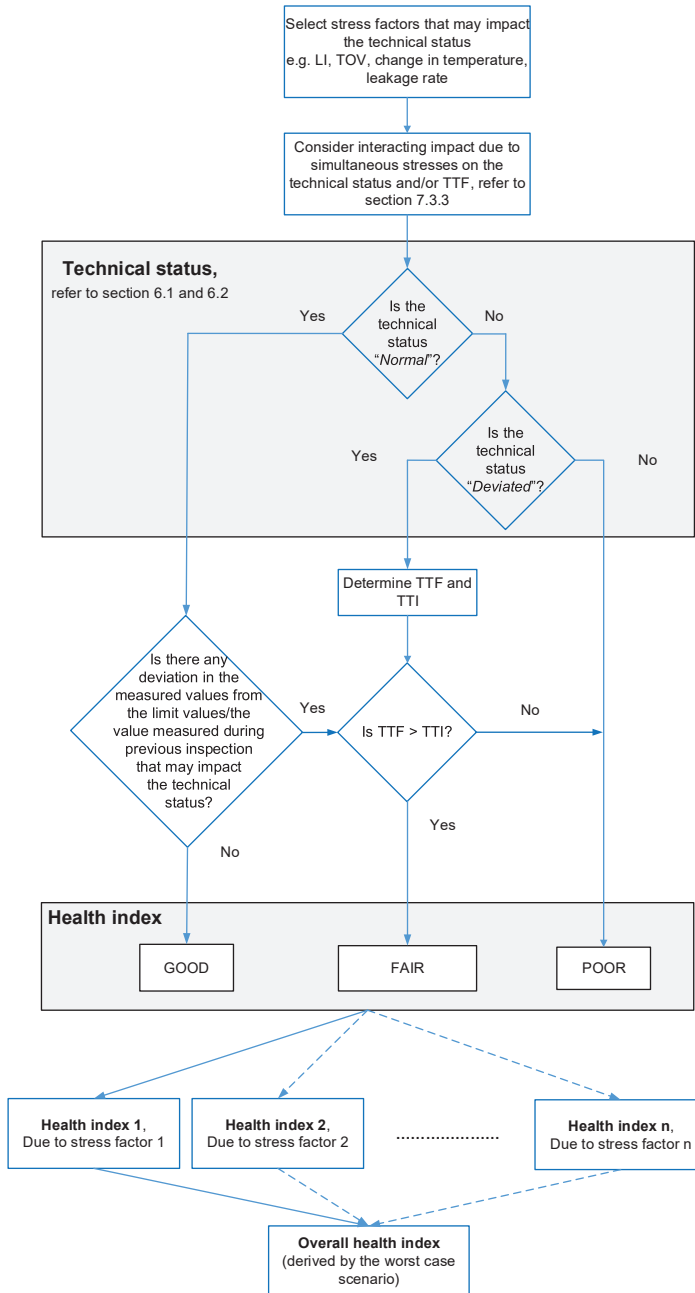 Select stress factors that may impact
the technical status
e.g. LI, TOV, change in temperature,
leakage rate
Consider interacting impact due to
simultaneous stresses on the
technical status and/or TTF, refer to
section 7.3.3
Technical status,
refer to section 6.1 and 6.2
Yes
Is the
technical
status
“Normal”?
No
Yes
Is the
technical
status
“Deviated”?
No
Determine TTF and
TTI
Is there any
deviation in the
measured values from
the limit values/the
value measured during
previous inspection
that may impact
the technical
status?
Yes
Is TTF > TTI?
No
No
Yes
Health index
GOOD
FAIR
POOR
Health index 1,
Due to stress factor 1
Health index 2,
Due to stress factor 2
.....................
Health index n,
Due to stress factor n
Overall health index
(derived by the worst case
scenario)